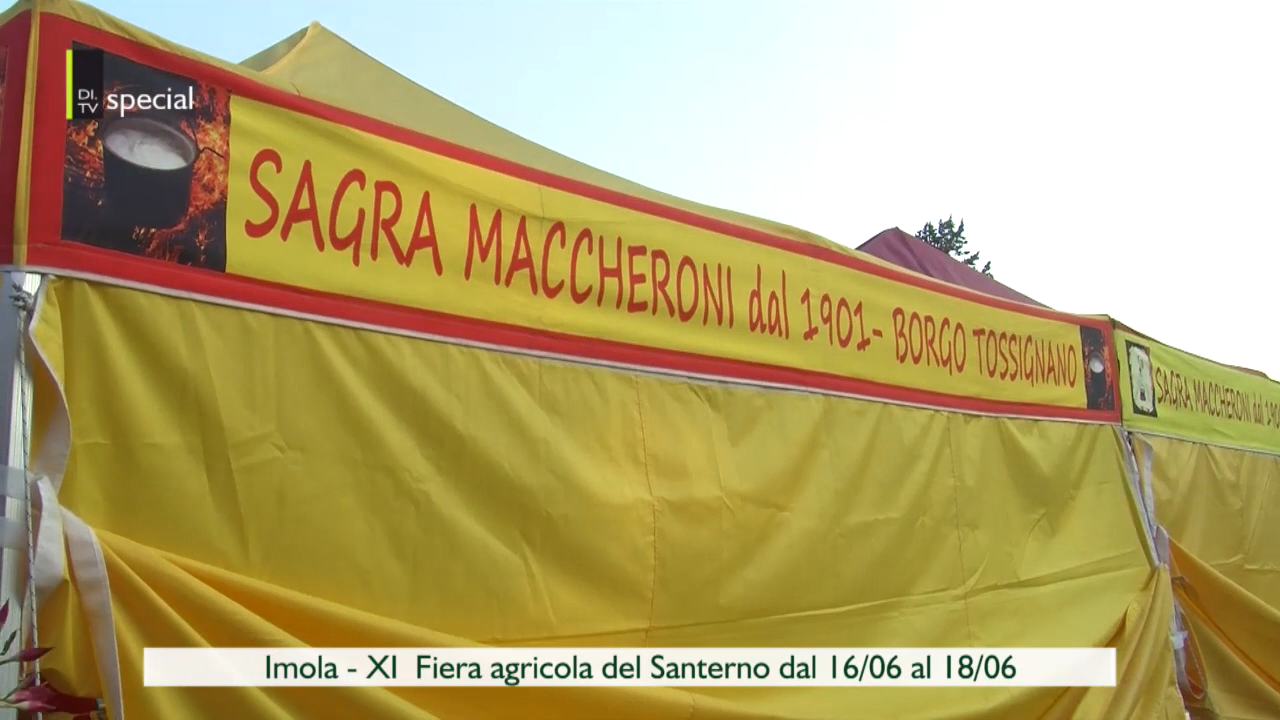 DI.
TV special
SAGRA MACCHERONI dal 1901- BORGO TOSSIGNANO
SAGRA MACCHERONI dal 190
Imola - XI Fiera agricola del Santerno dal 16/06 al 18/06